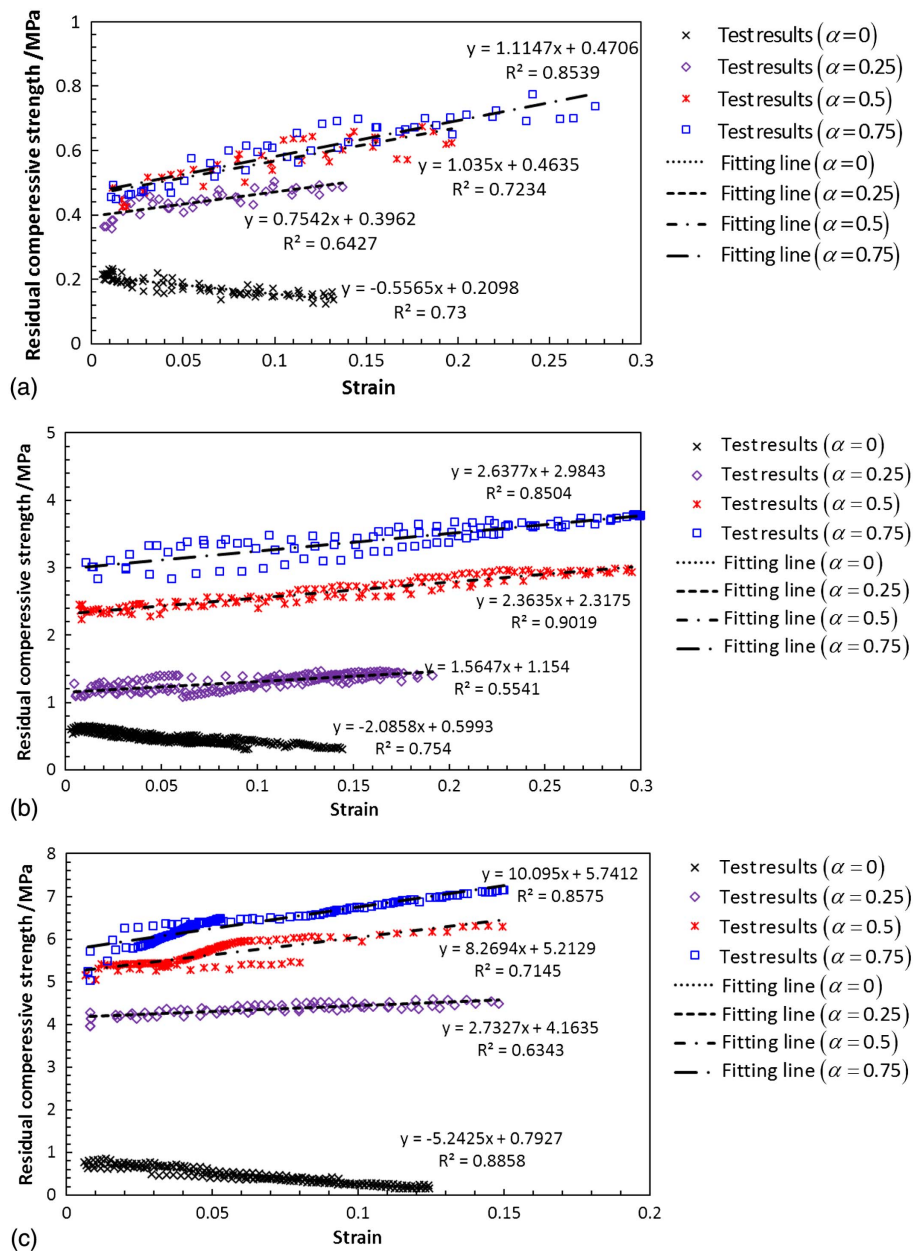 1
0.8
0.6
0.4
0.2
0
0
0.05
0.1
0.15
0.2
0.25
0.3
Residual comperessive strength /MPa
Strain
(a)
y = 1.1147x + 0.4706
R² = 0.8539
y = 1.035x + 0.4635
R² = 0.7234
y = 0.7542x + 0.3962
R² = 0.6427
y = -0.5565x + 0.2098
R² = 0.73
Test results (α=0)
Test results (α=0.25)
Test results (α=0.5)
Test results (α=0.75)
Fitting line (α=0)
Fitting line (α=0.25)
Fitting line (α=0.5)
Fitting line (α=0.75)
5
4
3
2
1
0
0
0.05
0.1
0.15
0.2
0.25
0.3
Residual comperessive strength /MPa
Strain
(b)
y = 2.6377x + 2.9843
R² = 0.8504
y = 2.3635x + 2.3175
R² = 0.9019
y = 1.5647x + 1.154
R² = 0.5541
y = -2.0858x + 0.5993
R² = 0.754
Test results (α=0)
Test results (α=0.25)
Test results (α=0.5)
Test results (α=0.75)
Fitting line (α=0)
Fitting line (α=0.25)
Fitting line (α=0.5)
Fitting line (α=0.75)
8
7
6
5
4
3
2
1
0
0
0.05
0.1
0.15
0.2
Residual comperessive strength /MPa
Strain
(c)
y = 10.095x + 5.7412
R² = 0.8575
y = 8.2694x + 5.2129
R² = 0.7145
y = 2.7327x + 4.1635
R² = 0.6343
y = -5.2425x + 0.7927
R² = 0.8858
Test results (α=0)
Test results (α=0.25)
Test results (α=0.5)
Test results (α=0.75)
Fitting line (α=0)
Fitting line (α=0.25)
Fitting line (α=0.5)
Fitting line (α=0.75)